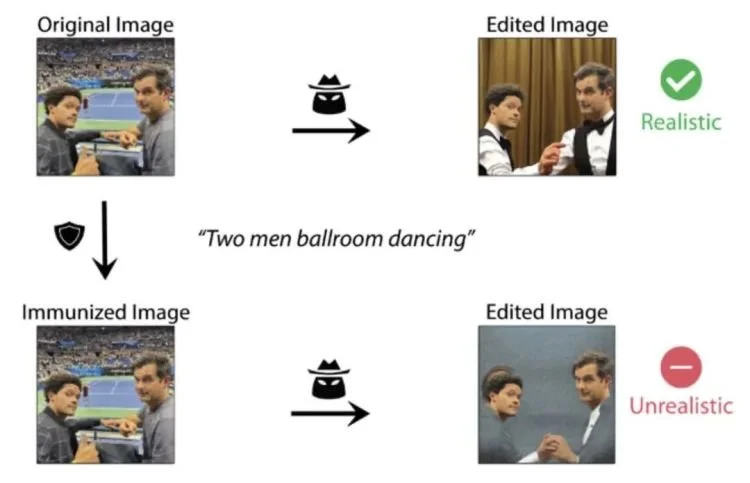 Original Image
Edited Image
Realistic
“Two men ballroom dancing”
Immunized Image
Edited Image
Unrealistic